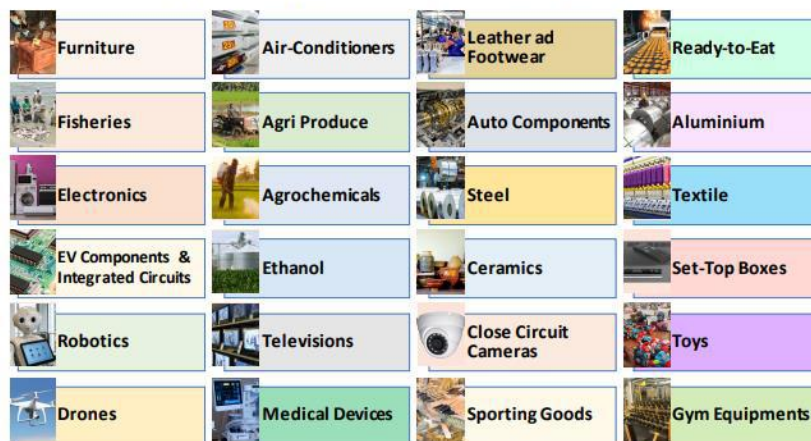 Furniture
Air-Conditioners
Leather ad
Footwear
Ready-to-Eat
Fisheries
Agri Produce
Auto Components
Aluminium
Electronics
Agrochemicals
Steel
Textile
EV Components &
Integrated Circuits
Ethanol
Ceramics
Set-Top Boxes
Robotics
Televisions
Close Circuit
Cameras
Toys
Drones
Medical Devices
Sporting Goods
Gym Equipments